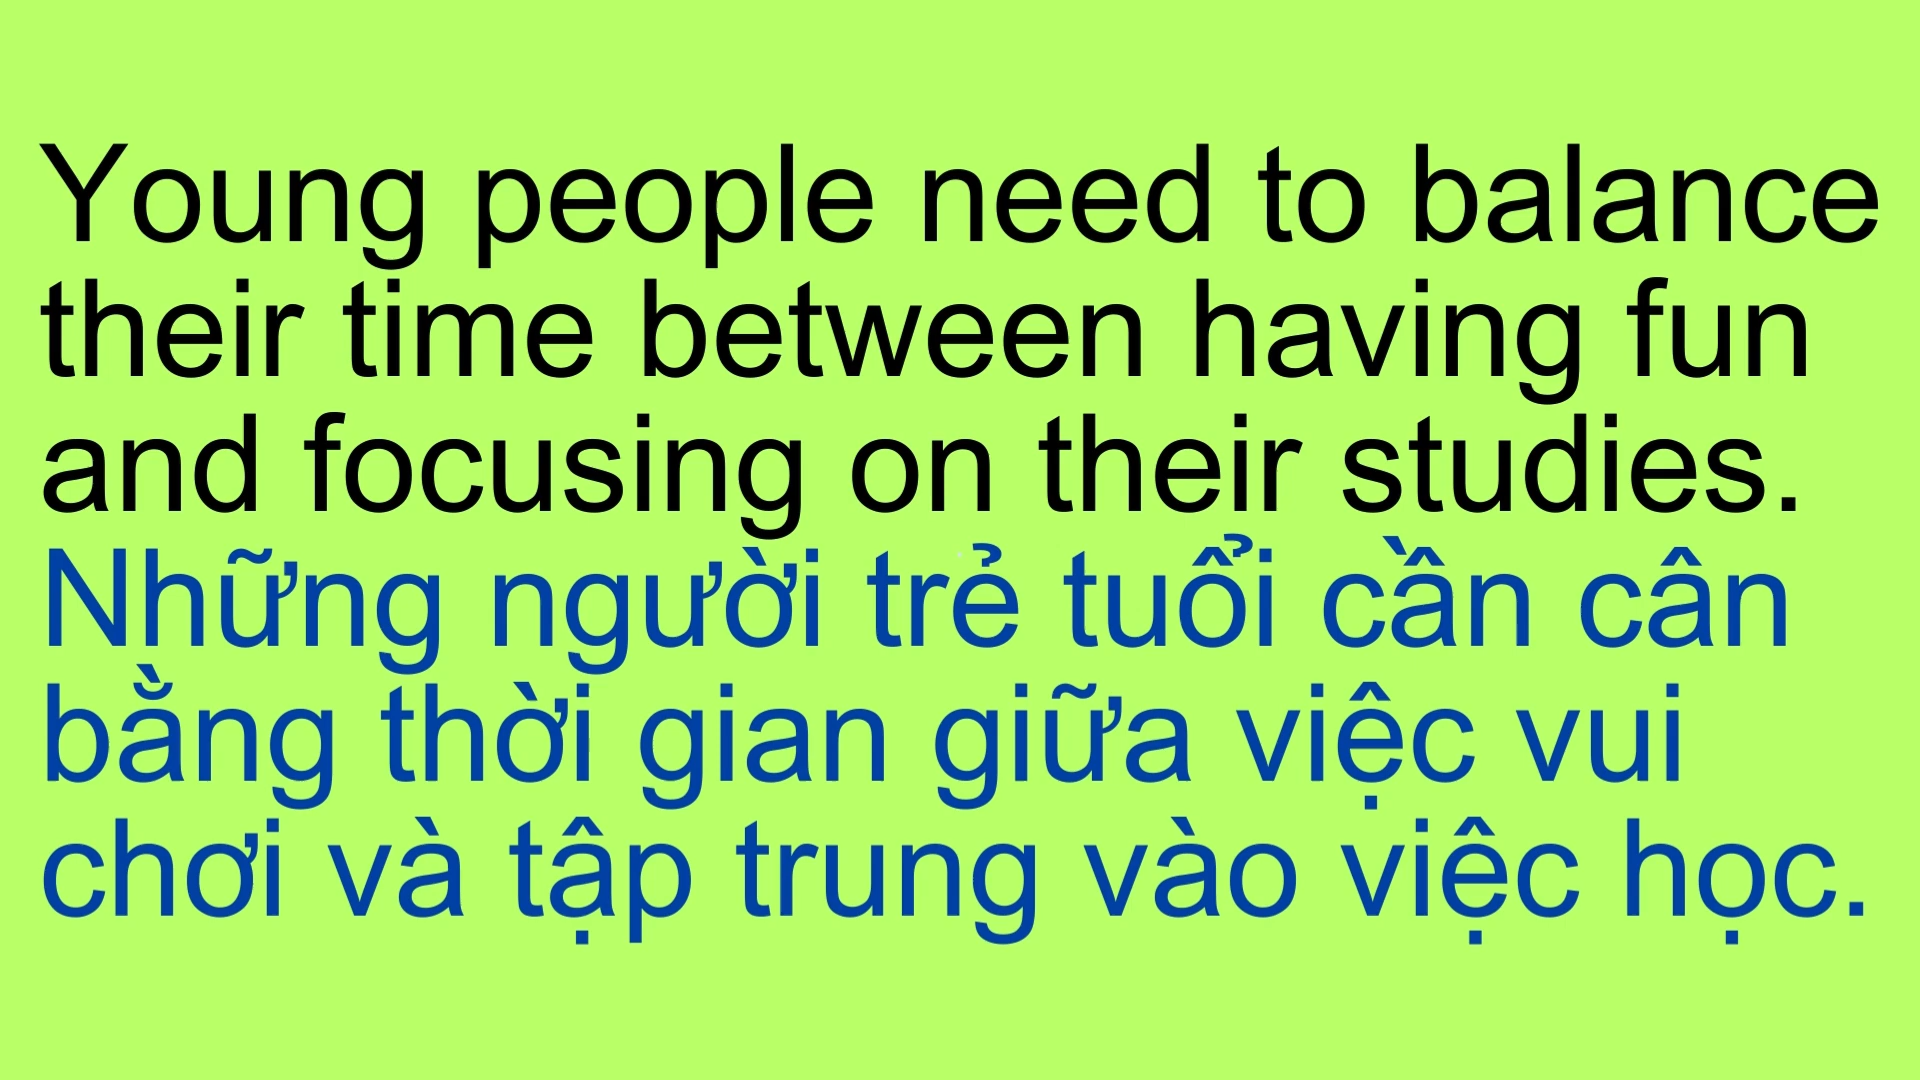 Young people need to balance
their time between having fun
and focusing on their studies.
Những người trẻ tuổi cần cân
bằng thời gian giữa việc vui
chơi và tập trung vào việc học.